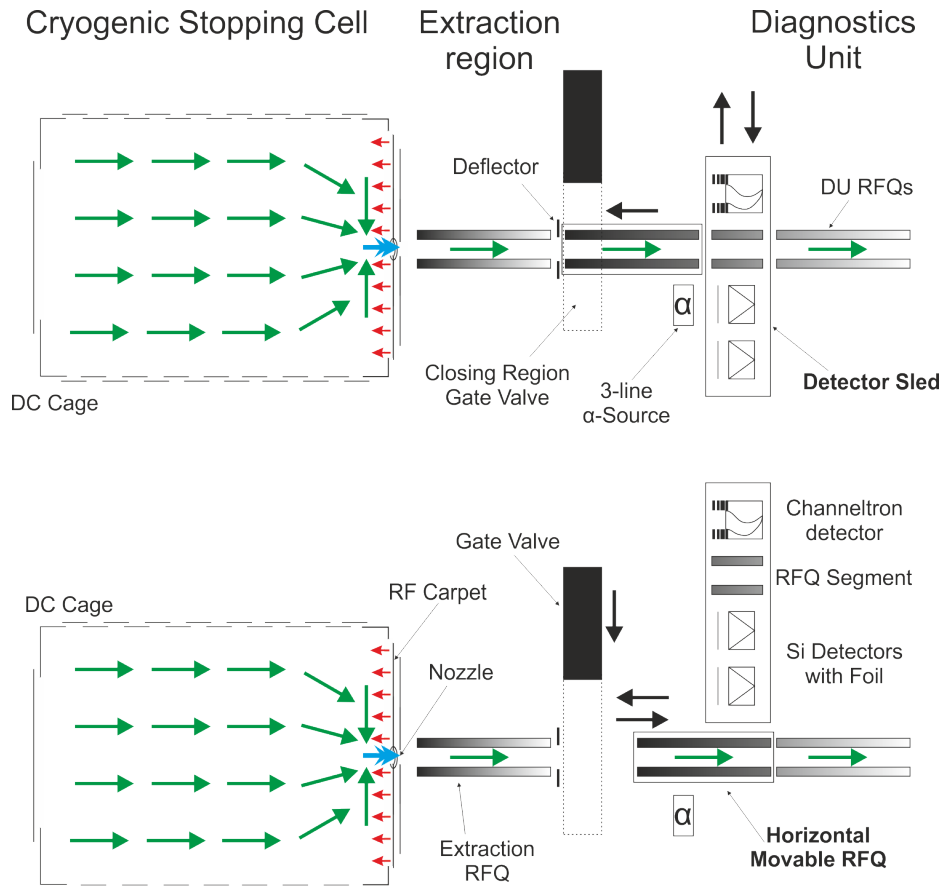 Cryogenic Stopping Cell
Extraction
region
Diagnostics
Unit
Deflector
DU RFQs
α
Closing Region
Gate Valve
3-line
α-Source
Detector Sled
DC Cage
Gate Valve
Channeltron
detector
RFQ Segment
DC Cage
RF Carpet
Si Detectors
with Foil
Nozzle
α
Extraction
RFQ
Horizontal
Movable RFQ